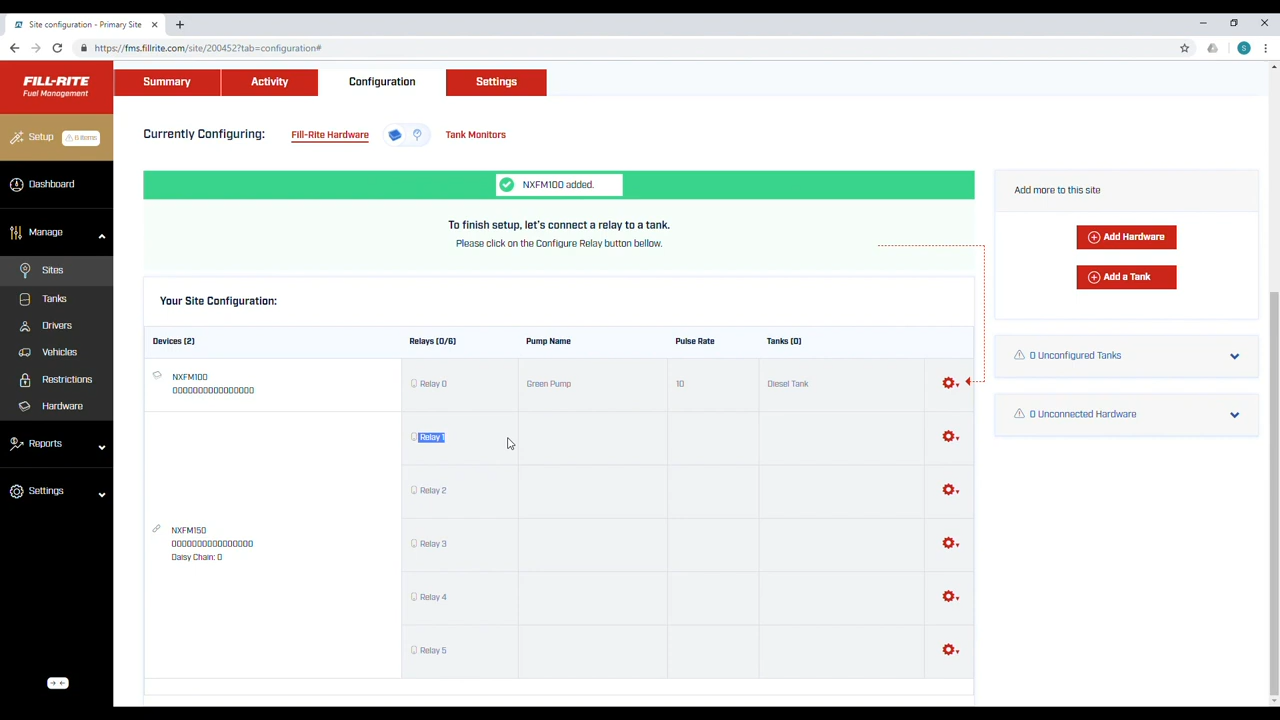 Site configuration - Primary Site
https://fms.fillrite.com/site/200452?tab=configuration#
S
FILL-RITE
Fuel Management
Summary
Activity
Configuration
Settings
Setup
6 items
Currently Configuring:
Fill-Rite Hardware
Tank Monitors
Dashboard
NXFM100 added.
Add more to this site
Manage
To finish setup, let's connect a relay to a tank.
Please click on the Configure Relay button bellow.
Add Hardware
Sites
Add a Tank
Tanks
Your Site Configuration:
Drivers
Devices (2)
Relays (0/6)
Pump Name
Pulse Rate
Tanks (0)
Vehicles
0 Unconfigured Tanks
Restrictions
NXFM100
0000000000000000
Relay 0
Green Pump
10
Diesel Tank
Hardware
0 Unconnected Hardware
Reports
Relay 1
Settings
Relay 2
NXFM150
0000000000000000
Daisy Chain: 0
Relay 3
Relay 4
Relay 5